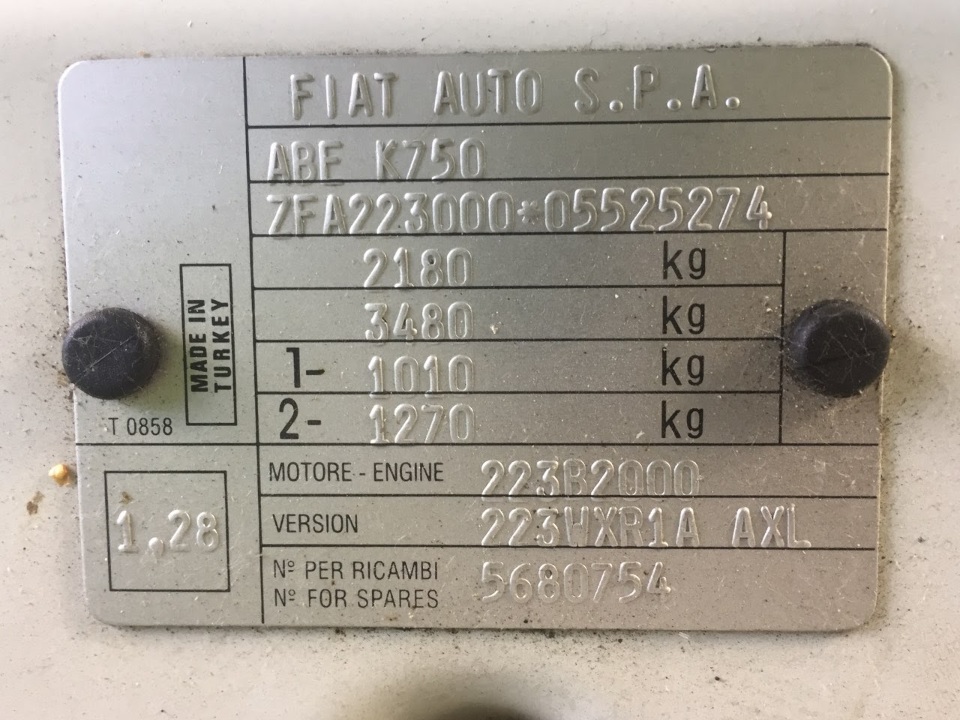 FIAT AUTO S.P.A.
ABE K750
ZFA223000*05525274
2180 kg
3480 kg
1- 1010 kg
2- 1270 kg
MADE IN
TURKEY
T 0858
MOTORE - ENGINE 223B2000
VERSION 223WXR1A AXL
1,28
Nº PER RICAMBI 5680754
Nº FOR SPARES